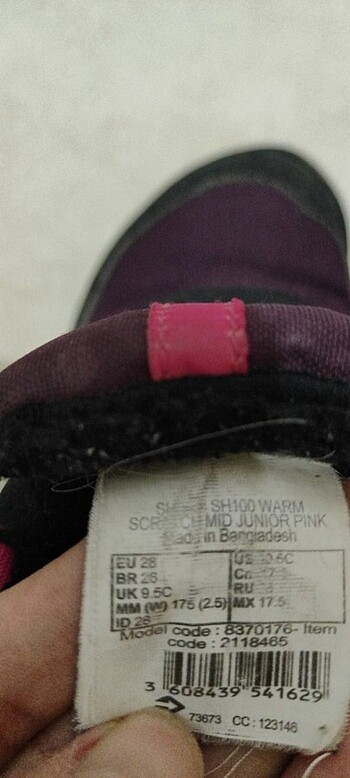 SH100 WARM
MID JUNIOR PINK
Made in Bangladesh
EU 28
BR 26
UK 9.5C
MM (W) 175 (2.5) MX 17.5
ID 28
Model code : 8370176- Item
code : 2118465
3 608439 541629
73673 CC : 123146